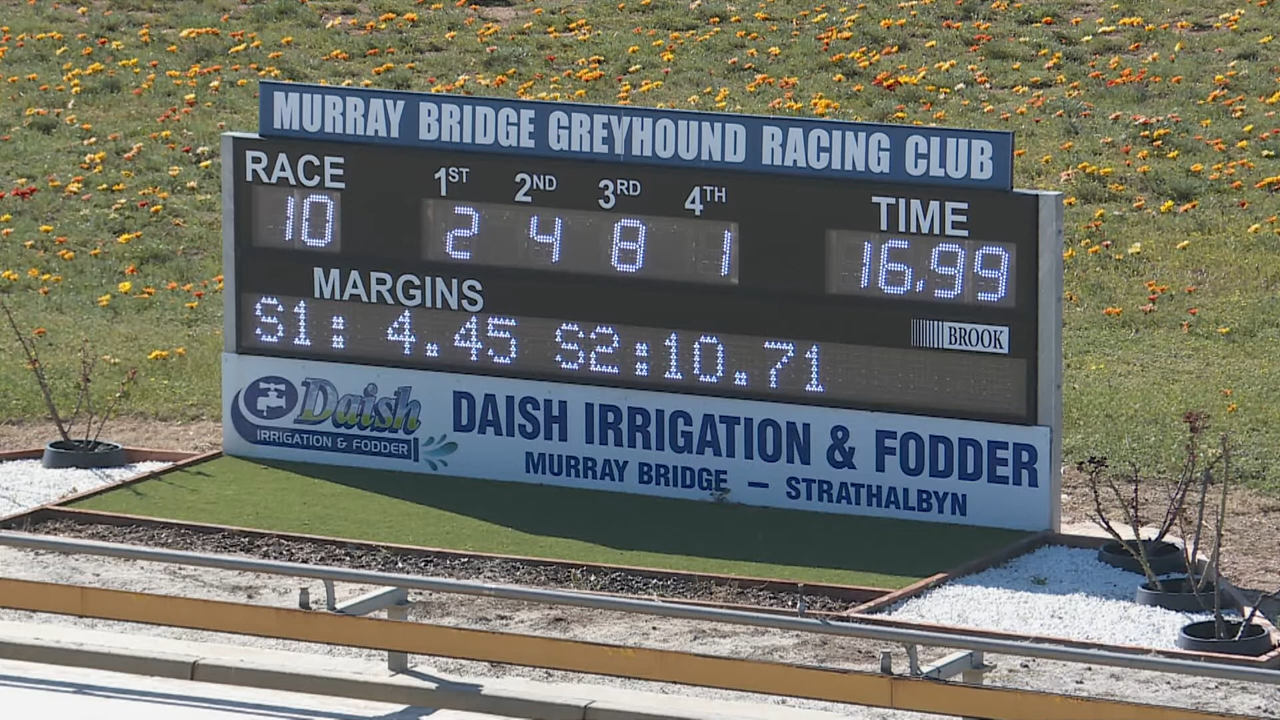 MURRAY BRIDGE GREYHOUND RACING CLUB
RACE 1ST 2ND 3RD 4TH TIME
10 2 4 8 1 16.99
MARGINS
S1: 4.45 S2:10.71
BROOK
Daish
IRRIGATION & FODDER
DAISH IRRIGATION & FODDER
MURRAY BRIDGE – STRATHALBYN